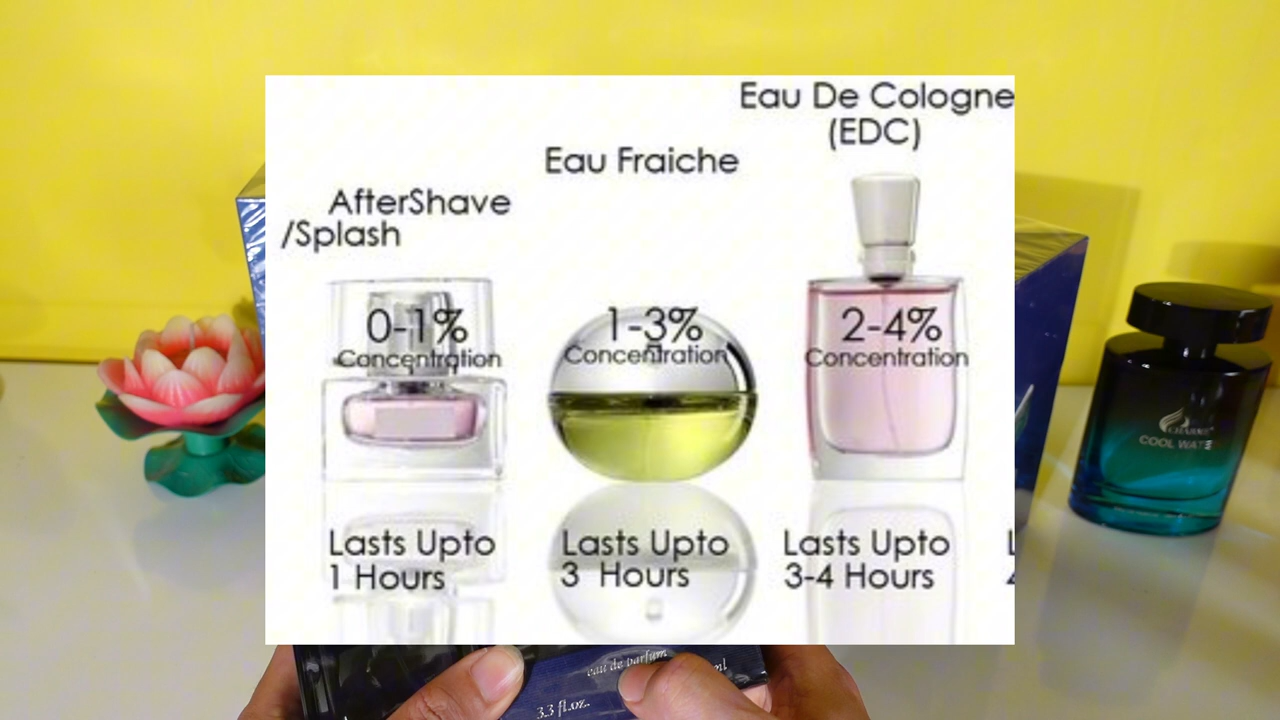 Eau De Cologne
(EDC)
Eau Fraiche
AfterShave
/Splash
0-1%
Concentration
1-3%
Concentration
2-4%
Concentration
Lasts Upto
1 Hours
Lasts Upto
3 Hours
Lasts Upto
3-4 Hours
CHARME
COOL WATE
eau de parfum
ml
3.3 fl.oz.